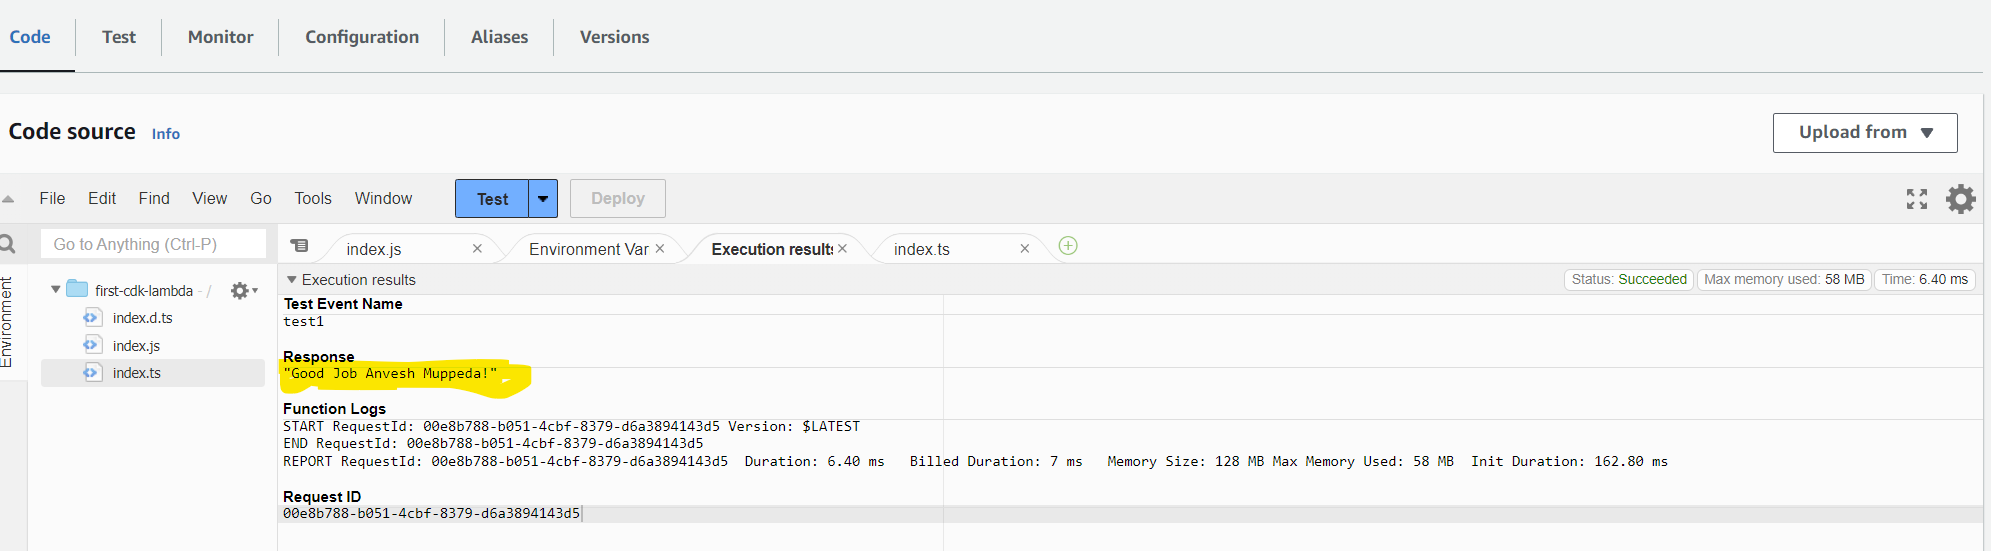 Code Test Monitor Configuration Aliases Versions
Code source Info
Upload from
File Edit Find View Go Tools Window Test Deploy
Go to Anything (Ctrl-P)
index.js Environment Var Execution results index.ts
Environment
Execution results
Status: Succeeded Max memory used: 58 MB Time: 6.40 ms
first-cdk-lambda - /
index.d.ts
index.js
index.ts
Test Event Name
test1
Response
"Good Job Anvesh Muppeda!"
Function Logs
START RequestId: 00e8b788-b051-4cbf-8379-d6a3894143d5 Version: $LATEST
END RequestId: 00e8b788-b051-4cbf-8379-d6a3894143d5
REPORT RequestId: 00e8b788-b051-4cbf-8379-d6a3894143d5 Duration: 6.40 ms Billed Duration: 7 ms Memory Size: 128 MB Max Memory Used: 58 MB Init Duration: 162.80 ms
Request ID
00e8b788-b051-4cbf-8379-d6a3894143d5